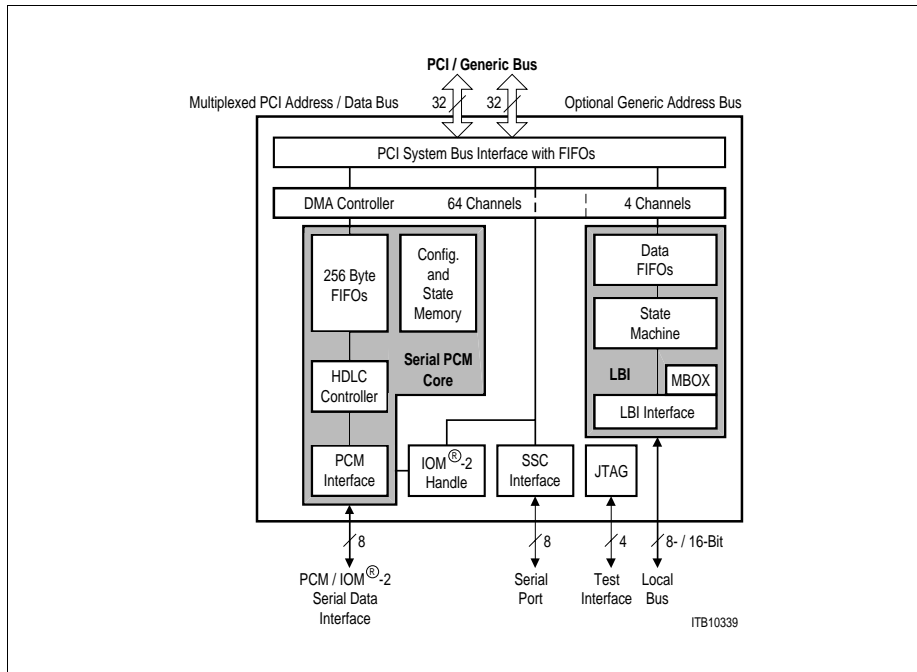 PCI / Generic Bus
Multiplexed PCI Address / Data Bus
32
32
Optional Generic Address Bus
PCI System Bus Interface with FIFOs
DMA Controller
64 Channels
4 Channels
256 Byte
FIFOs
Config.
and
State
Memory
Data
FIFOs
State
Machine
Serial PCM
Core
HDLC
Controller
LBI
MBOX
LBI Interface
PCM
Interface
IOM®-2
Handle
SSC
Interface
JTAG
8
8
4
8- / 16-Bit
PCM / IOM®-2
Serial Data
Interface
Serial
Port
Test
Interface
Local
Bus
ITB10339